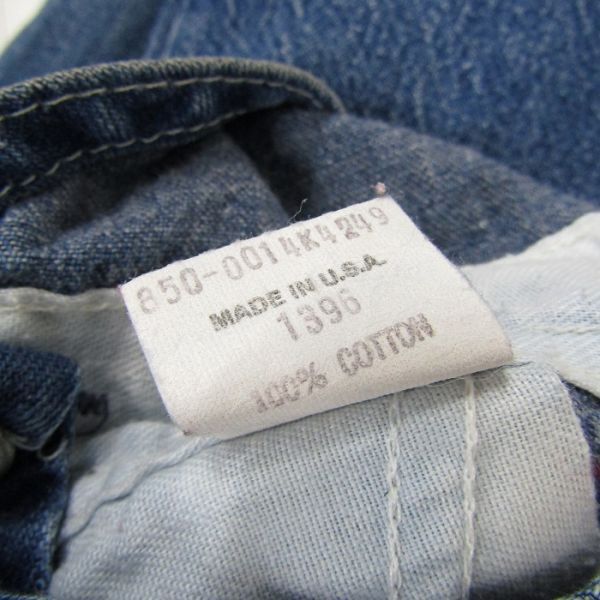 850-0014K4249
MADE IN U.S.A.
1396
100% COTTON